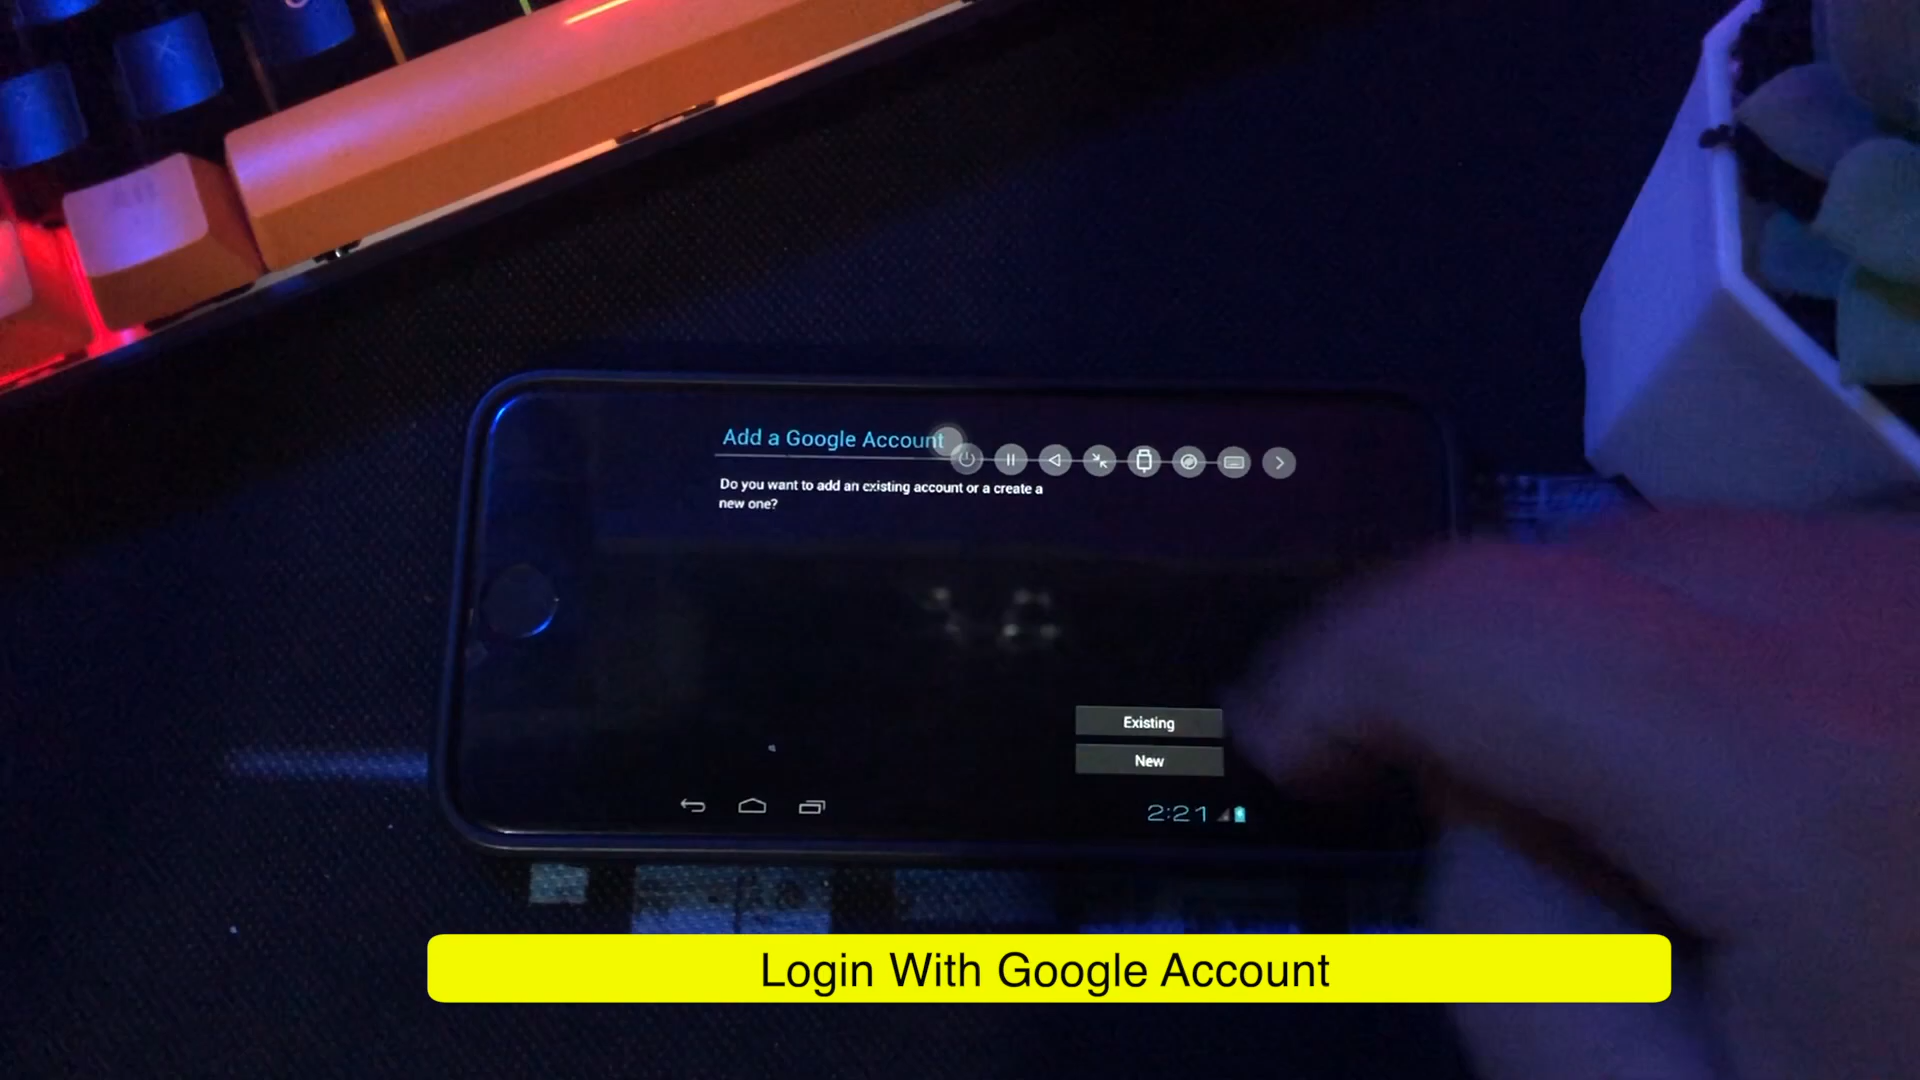 Add a Google Account
Do you want to add an existing account or a create a
new one?
Existing
New
2:21
Login With Google Account